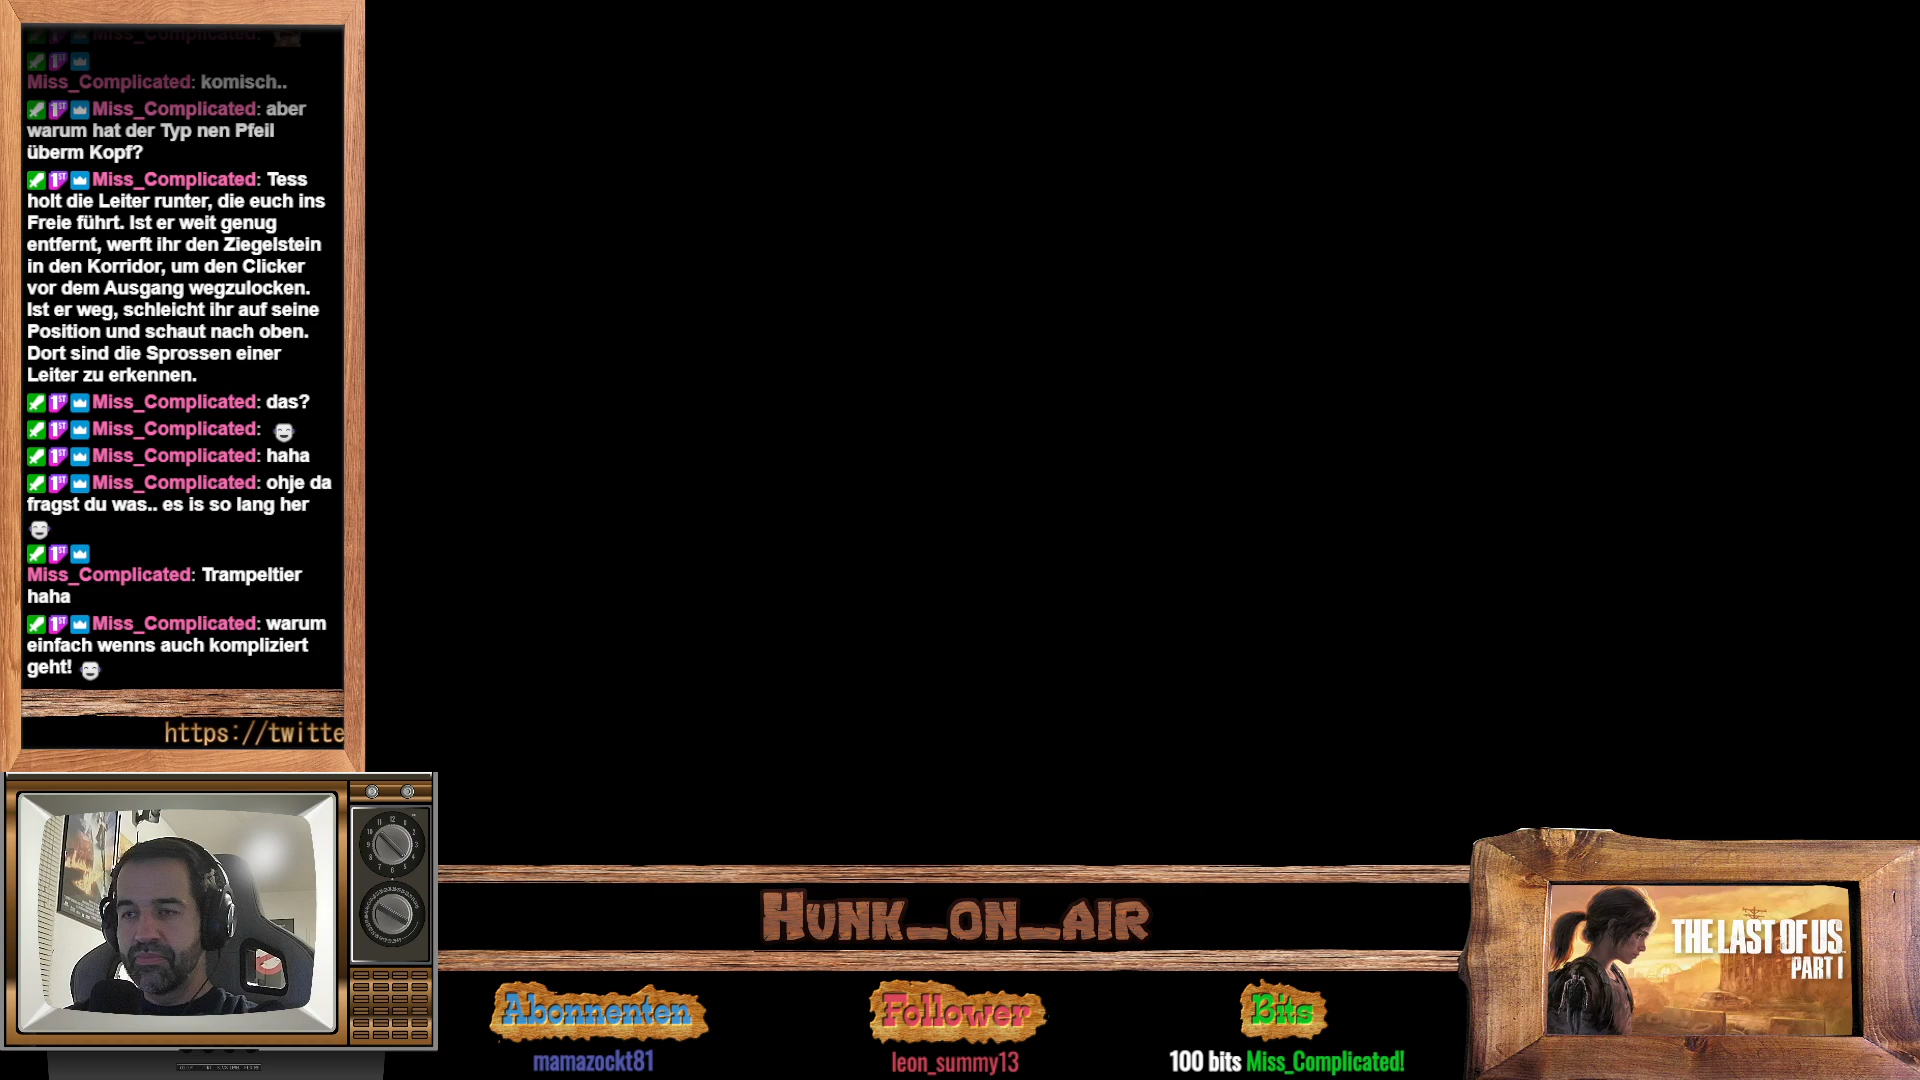 Miss_Complicated:
Miss_Complicated: komisch..
Miss_Complicated: aber
warum hat der Typ nen Pfeil
überm Kopf?
Miss_Complicated: Tess
holt die Leiter runter, die euch ins
Freie führt. Ist er weit genug
entfernt, werft ihr den Ziegelstein
in den Korridor, um den Clicker
vor dem Ausgang wegzulocken.
Ist er weg, schleicht ihr auf seine
Position und schaut nach oben.
Dort sind die Sprossen einer
Leiter zu erkennen.
Miss_Complicated: das?
Miss_Complicated:
Miss_Complicated: haha
Miss_Complicated: ohje da
fragst du was.. es is so lang her
Miss_Complicated: Trampeltier
haha
Miss_Complicated: warum
einfach wenns auch kompliziert
geht!
https://twitte
Hunk_on_air
Abonnenten
mamazockt81
Follower
leon_summy13
Bits
100 bits Miss_Complicated!
THE LAST OF US
PART I